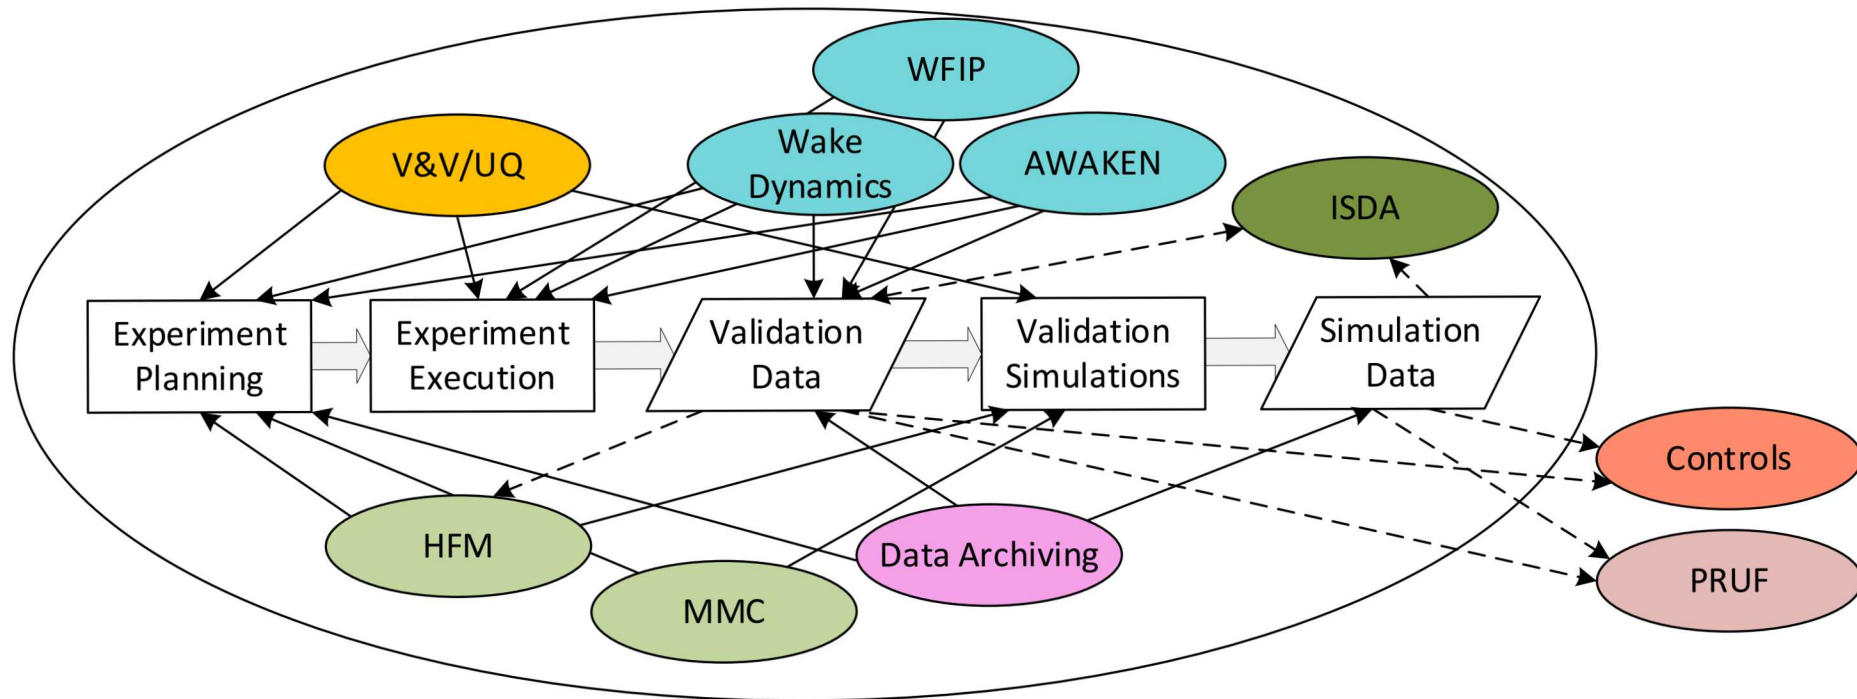 WFIP
V&V/UQ
Wake
Dynamics
AWAKEN
ISDA
Experiment
Planning
Experiment
Execution
Validation
Data
Validation
Simulations
Simulation
Data
Controls
HFM
Data Archiving
PRUF
MMC